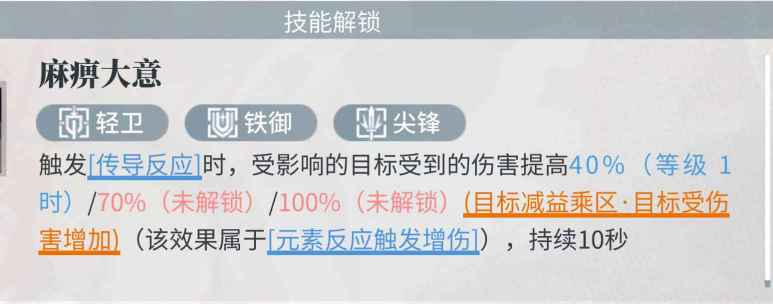 技能解锁
麻痹大意
轻卫 铁御 尖锋
触发[传导反应]时，受影响的目标受到的伤害提高40%（等级 1
时）/70%（未解锁）/100%（未解锁）(目标减益乘区·目标受伤
害增加)（该效果属于[元素反应触发增伤]），持续10秒